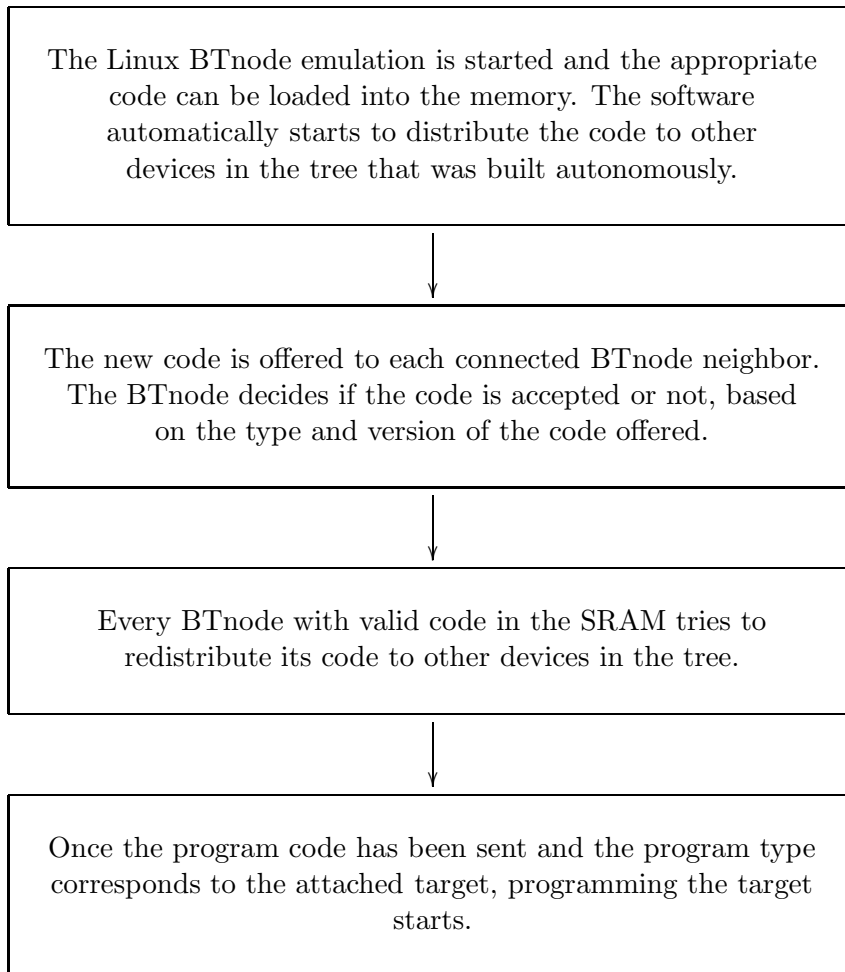 The Linux BTnode emulation is started and the appropriate
code can be loaded into the memory. The software
automatically starts to distribute the code to other
devices in the tree that was built autonomously.
The new code is offered to each connected BTnode neighbor.
The BTnode decides if the code is accepted or not, based
on the type and version of the code offered.
Every BTnode with valid code in the SRAM tries to
redistribute its code to other devices in the tree.
Once the program code has been sent and the program type
corresponds to the attached target, programming the target
starts.